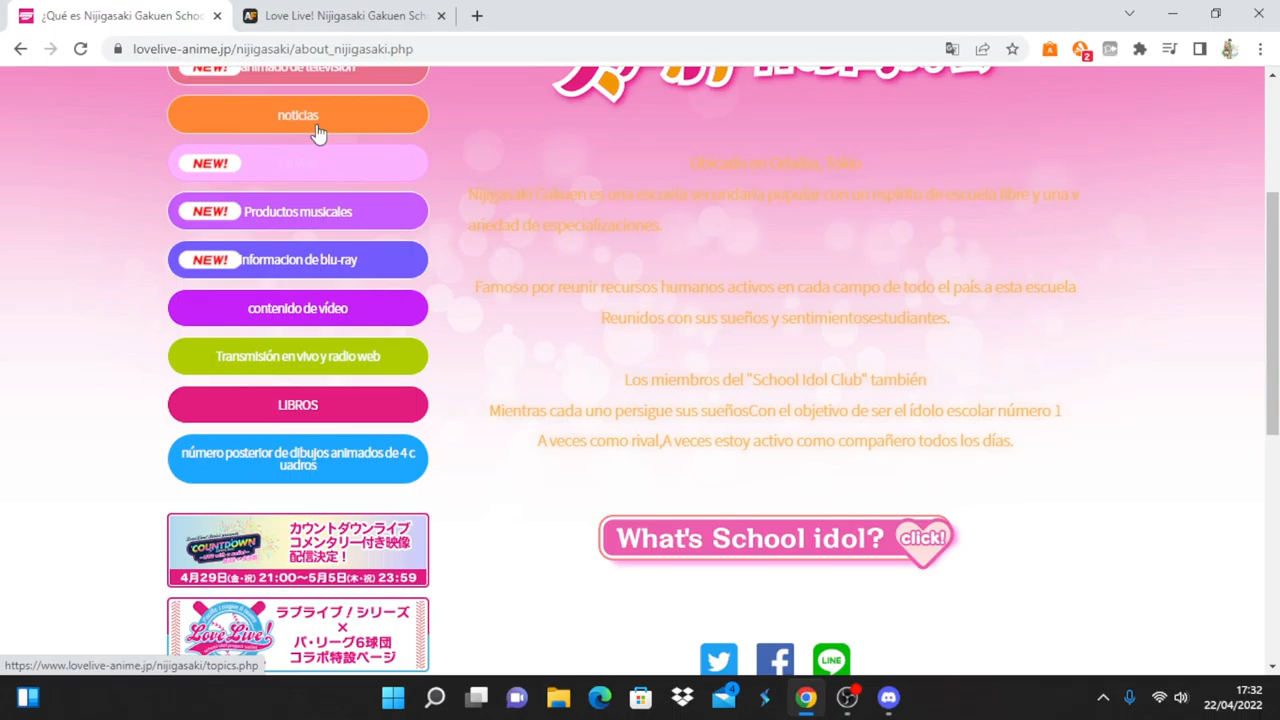 ¿Qué es Nijigasaki Gakuen Schoo
Love Live! Nijigasaki Gakuen Sch
lovelive-anime.jp/nijigasaki/about_nijigasaki.php
2
NEW! animado de televisión
noticias
NEW!
NEW! Productos musicales
NEW! Informacion de blu-ray
contenido de vídeo
Transmisión en vivo y radio web
LIBROS
número posterior de dibujos animados de 4 c
uadros
COUNTDOWN
カウントダウンライブ
コメンタリー付き映像
配信決定!
4月29日(金・祝) 21:00〜5月5日(木・祝) 23:59
Love Live!
ラブライブ!シリーズ
×
パ・リーグ6球団
コラボ特設ページ
Ubicado en Odaiba, Tokio
Nijigasaki Gakuen es una escuela secundaria popular con un espíritu de escuela libre y una v
ariedad de especializaciones.
Famoso por reunir recursos humanos activos en cada campo de todo el país.a esta escuela
Reunidos con sus sueños y sentimientosestudiantes.
Los miembros del "School Idol Club" también
Mientras cada uno persigue sus sueñosCon el objetivo de ser el ídolo escolar número 1
A veces como rival,A veces estoy activo como compañero todos los días.
What's School idol? click!
LINE
https://www.lovelive-anime.jp/nijigasaki/topics.php
4
17:32
22/04/2022